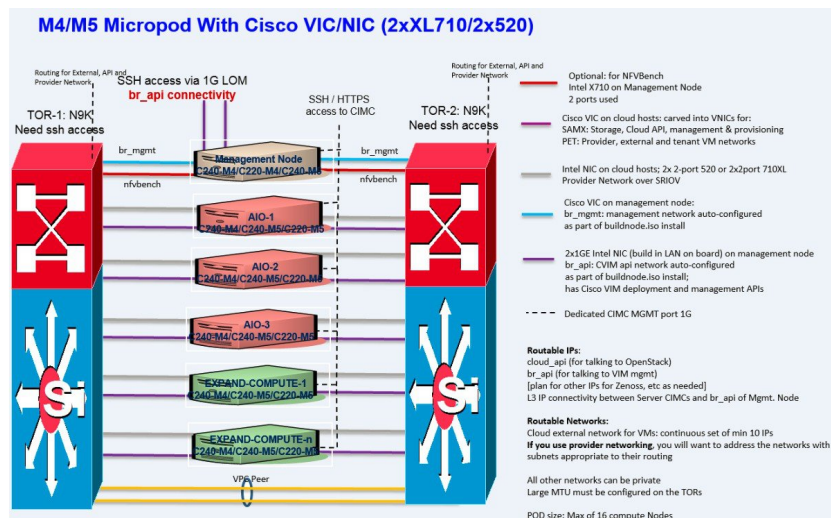 M4/M5 Micropod With Cisco VIC/NIC (2xXL710/2x520)
Routing for External, API and
Provider Network
SSH access via 1G LOM
br_api connectivity
SSH / HTTPS
access to CIMC
Routing for External, API and
Provider Network
TOR-1: N9K
Need ssh access
TOR-2: N9K
Need ssh access
br_mgmt
br_mgmt
Management Node
C240-M4/C220-M4/C240-M5
nfvbench
nfvbench
AIO-1
C240-M4/C240-M5/C220-M5
AIO-2
C240-M4/C240-M5/C220-M5
AIO-3
C240-M4/C240-M5/C220-M5
EXPAND-COMPUTE-1
C240-M4/C240-M5/C220-M5
EXPAND-COMPUTE-n
C240-M4/C240-M5/C220-M5
Si
Si
VPC Peer
Optional: for NFVBench
Intel X710 on Management Node
2 ports used
Cisco VIC on cloud hosts: carved into VNICs for:
SAMX: Storage, Cloud API, management & provisioning
PET: Provider, external and tenant VM networks
Intel NIC on cloud hosts; 2x 2-port 520 or 2x2port 710XL
Provider Network over SRIOV
Cisco VIC on management node:
br_mgmt: management network auto-configured
as part of buildnode.iso install
2x1GE Intel NIC (build in LAN on board) on management node
br_api: CVIM api network auto-configured
as part of buildnode.iso install;
has Cisco VIM deployment and management APIs
Dedicated CIMC MGMT port 1G
Routable IPs:
cloud_api (for talking to OpenStack)
br_api (for talking to VIM mgmt)
[plan for other IPs for Zenoss, etc as needed]
L3 IP connectivity between Server CIMCs and br_api of Mgmt. Node
Routable Networks:
Cloud external network for VMs: continuous set of min 10 IPs
If you use provider networking, you will want to address the networks with
subnets appropriate to their routing
All other networks can be private
Large MTU must be configured on the TORs
POD size: Max of 16 compute Nodes